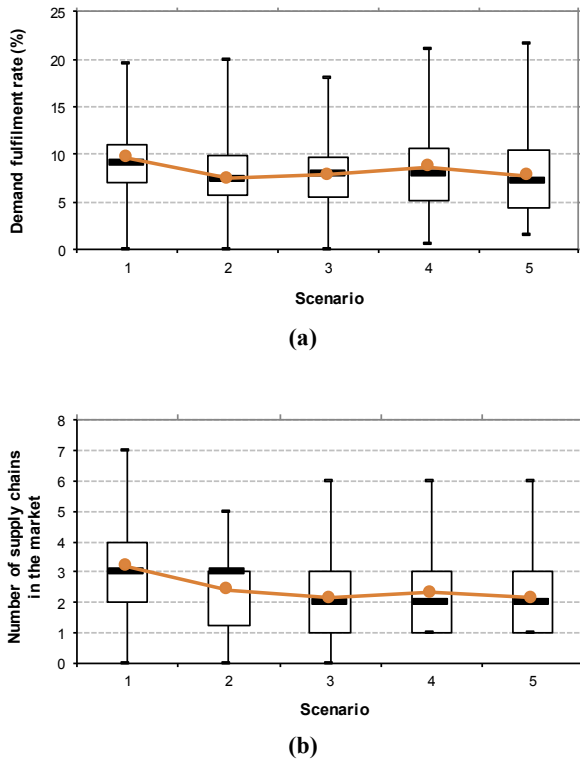 Demand fulfilment rate (%)
25
20
15
10
5
0
1 2 3 4 5
Scenario
(a)
Number of supply chains
in the market
8
7
6
5
4
3
2
1
0
1 2 3 4 5
Scenario
(b)